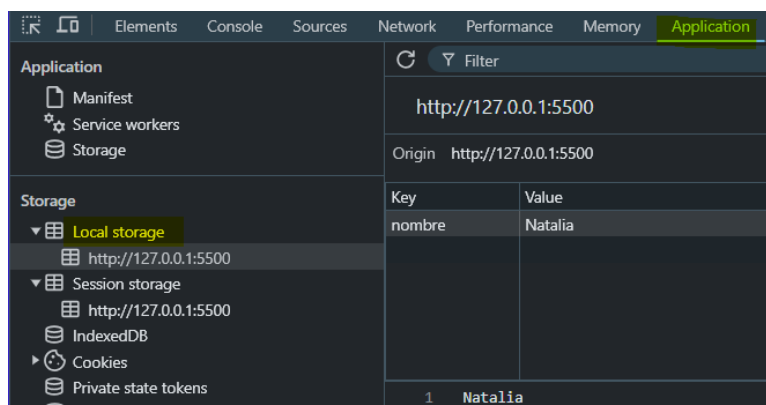 Elements Console Sources Network Performance Memory Application
Application
Manifest
Service workers
Storage
Storage
Local storage
http://127.0.0.1:5500
Session storage
http://127.0.0.1:5500
IndexedDB
Cookies
Private state tokens
Filter
http://127.0.0.1:5500
Origin http://127.0.0.1:5500
Key Value
nombre Natalia
1 Natalia